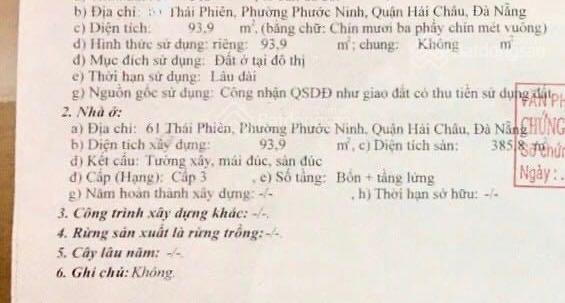 b) Địa chỉ: Thái Phiên, Phường Phước Ninh, Quận Hải Châu, Đà Nẵng
c) Diện tích: 93,9 m², (bằng chữ: Chín mươi ba phẩy chín mét vuông)
d) Hình thức sử dụng: riêng: 93,9 m²; chung: Không m²
đ) Mục đích sử dụng: Đất ở tại đô thị
e) Thời hạn sử dụng: Lâu dài
g) Nguồn gốc sử dụng: Công nhận QSDĐ như giao đất có thu tiền sử dụng đất
2. Nhà ở:
a) Địa chỉ: 61 Thái Phiên, Phường Phước Ninh, Quận Hải Châu, Đà Nẵng
b) Diện tích xây dựng: 93,9 m², c) Diện tích sàn: 385,8 m²
d) Kết cấu: Tường xây, mái đúc, sàn đúc
đ) Cấp (Hạng): Cấp 3 , e) Số tầng: Bốn + tầng lửng
g) Năm hoàn thành xây dựng: -/- , h) Thời hạn sở hữu: -/-
3. Công trình xây dựng khác: -/-
4. Rừng sản xuất là rừng trồng: -/-
5. Cây lâu năm: -/-
6. Ghi chú: Không.
VĂN PH
CHỨNG
Số chứn
Ngày: